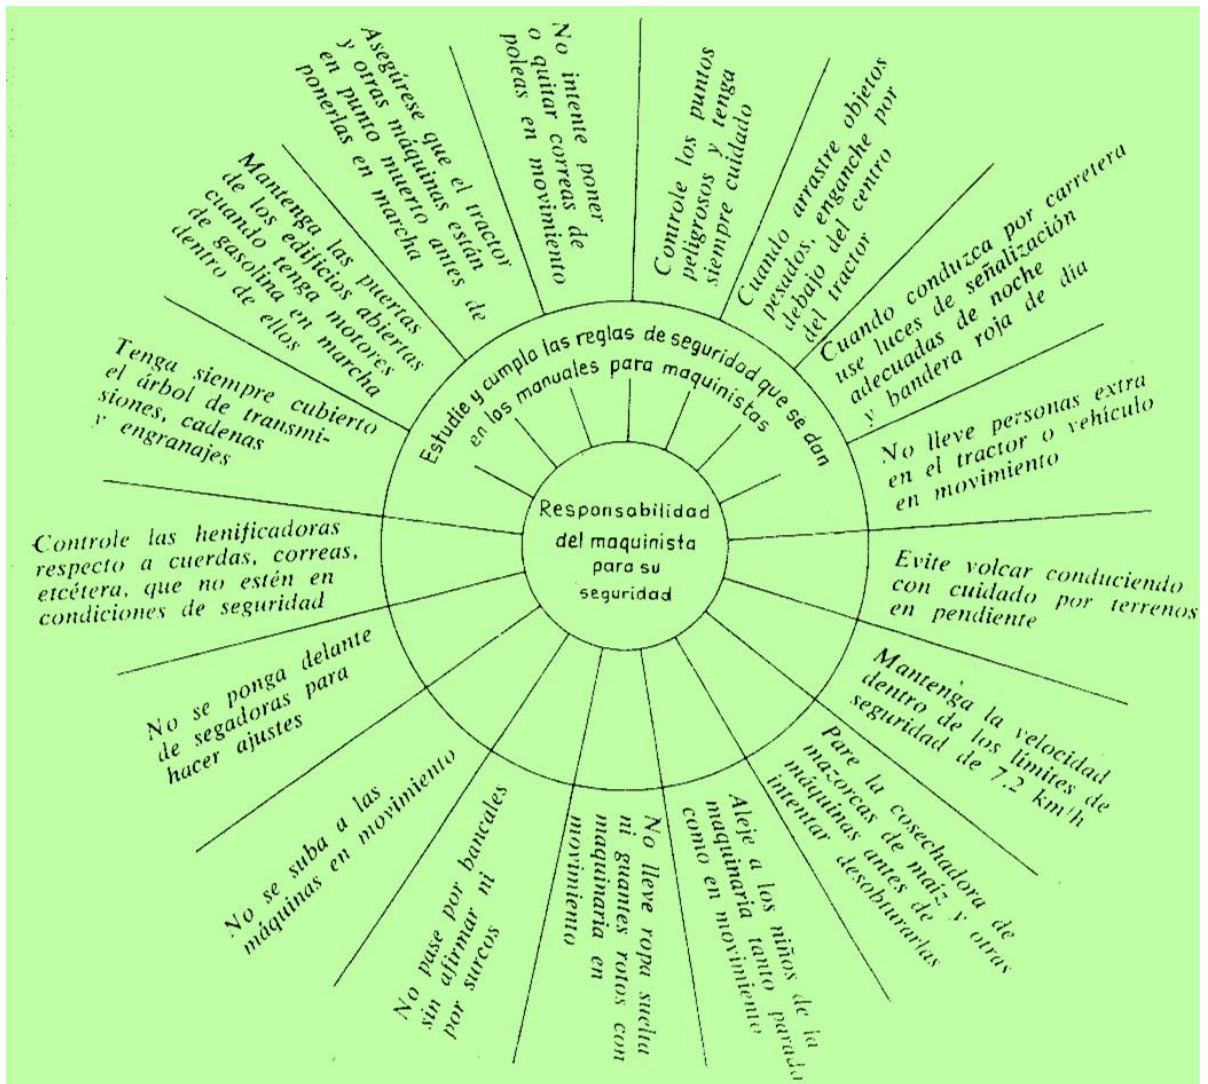 Responsabilidad
del maquinista
para su
seguridad
Estudie y cumpla las reglas de seguridad que se dan
en los manuales para maquinistas
Controle los puntos
peligrosos y tenga
siempre cuidado
Cuando arrastre objetos
pesados, enganche por
debajo del centro
del tractor
Cuando conduzca por carretera
use luces de señalización
adecuadas de noche
y bandera roja de día
No lleve personas extra
en el tractor o vehículo
en movimiento
Evite volcar conduciendo
con cuidado por terrenos
en pendiente
Mantenga la velocidad
dentro de los límites de
seguridad de 7.2 km/h
Pare la cosechadora de
mazorcas de maíz y otras
máquinas antes de
intentar desobturarlas
Aleje a los niños de la
maquinaria tanto parada
como en movimiento
No lleve ropa suelta
ni guantes rotos con
maquinaria en
movimiento
No pase por bancales
sin afirmar ni
por surcos
No se suba a las
máquinas en movimiento
No se ponga delante
de segadoras para
hacer ajustes
Controle las henificadoras
respecto a cuerdas, correas,
etcétera, que no estén en
condiciones de seguridad
Tenga siempre cubierto
el árbol de transmi-
siones, cadenas
y engranajes
Mantenga las puertas
de los edificios abiertas
cuando tenga motores
de gasolina en marcha
dentro de ellos
Asegúrese que el tractor
y otras máquinas están
en punto muerto antes de
ponerlas en marcha
No intente poner
o quitar correas de
poleas en movimiento